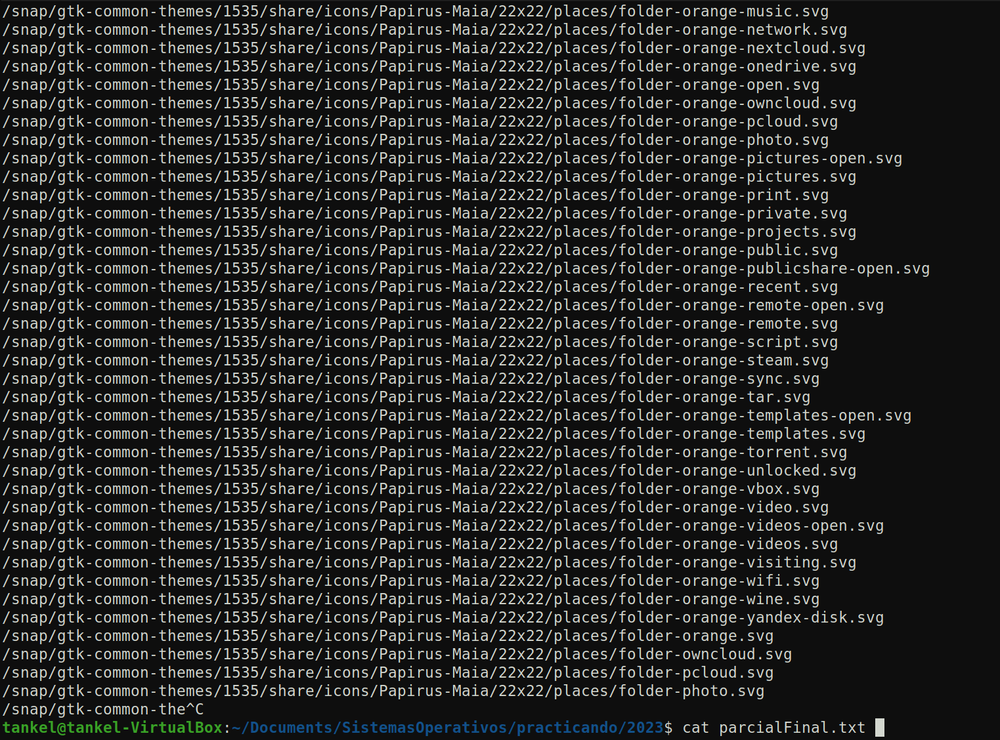 /snap/gtk-common-themes/1535/share/icons/Papirus-Maia/22x22/places/folder-orange-music.svg
/snap/gtk-common-themes/1535/share/icons/Papirus-Maia/22x22/places/folder-orange-network.svg
/snap/gtk-common-themes/1535/share/icons/Papirus-Maia/22x22/places/folder-orange-nextcloud.svg
/snap/gtk-common-themes/1535/share/icons/Papirus-Maia/22x22/places/folder-orange-onedrive.svg
/snap/gtk-common-themes/1535/share/icons/Papirus-Maia/22x22/places/folder-orange-open.svg
/snap/gtk-common-themes/1535/share/icons/Papirus-Maia/22x22/places/folder-orange-owncloud.svg
/snap/gtk-common-themes/1535/share/icons/Papirus-Maia/22x22/places/folder-orange-pcloud.svg
/snap/gtk-common-themes/1535/share/icons/Papirus-Maia/22x22/places/folder-orange-photo.svg
/snap/gtk-common-themes/1535/share/icons/Papirus-Maia/22x22/places/folder-orange-pictures-open.svg
/snap/gtk-common-themes/1535/share/icons/Papirus-Maia/22x22/places/folder-orange-pictures.svg
/snap/gtk-common-themes/1535/share/icons/Papirus-Maia/22x22/places/folder-orange-print.svg
/snap/gtk-common-themes/1535/share/icons/Papirus-Maia/22x22/places/folder-orange-private.svg
/snap/gtk-common-themes/1535/share/icons/Papirus-Maia/22x22/places/folder-orange-projects.svg
/snap/gtk-common-themes/1535/share/icons/Papirus-Maia/22x22/places/folder-orange-public.svg
/snap/gtk-common-themes/1535/share/icons/Papirus-Maia/22x22/places/folder-orange-publicshare-open.svg
/snap/gtk-common-themes/1535/share/icons/Papirus-Maia/22x22/places/folder-orange-recent.svg
/snap/gtk-common-themes/1535/share/icons/Papirus-Maia/22x22/places/folder-orange-remote-open.svg
/snap/gtk-common-themes/1535/share/icons/Papirus-Maia/22x22/places/folder-orange-remote.svg
/snap/gtk-common-themes/1535/share/icons/Papirus-Maia/22x22/places/folder-orange-script.svg
/snap/gtk-common-themes/1535/share/icons/Papirus-Maia/22x22/places/folder-orange-steam.svg
/snap/gtk-common-themes/1535/share/icons/Papirus-Maia/22x22/places/folder-orange-sync.svg
/snap/gtk-common-themes/1535/share/icons/Papirus-Maia/22x22/places/folder-orange-tar.svg
/snap/gtk-common-themes/1535/share/icons/Papirus-Maia/22x22/places/folder-orange-templates-open.svg
/snap/gtk-common-themes/1535/share/icons/Papirus-Maia/22x22/places/folder-orange-templates.svg
/snap/gtk-common-themes/1535/share/icons/Papirus-Maia/22x22/places/folder-orange-torrent.svg
/snap/gtk-common-themes/1535/share/icons/Papirus-Maia/22x22/places/folder-orange-unlocked.svg
/snap/gtk-common-themes/1535/share/icons/Papirus-Maia/22x22/places/folder-orange-vbox.svg
/snap/gtk-common-themes/1535/share/icons/Papirus-Maia/22x22/places/folder-orange-video.svg
/snap/gtk-common-themes/1535/share/icons/Papirus-Maia/22x22/places/folder-orange-videos-open.svg
/snap/gtk-common-themes/1535/share/icons/Papirus-Maia/22x22/places/folder-orange-videos.svg
/snap/gtk-common-themes/1535/share/icons/Papirus-Maia/22x22/places/folder-orange-visiting.svg
/snap/gtk-common-themes/1535/share/icons/Papirus-Maia/22x22/places/folder-orange-wifi.svg
/snap/gtk-common-themes/1535/share/icons/Papirus-Maia/22x22/places/folder-orange-wine.svg
/snap/gtk-common-themes/1535/share/icons/Papirus-Maia/22x22/places/folder-orange-yandex-disk.svg
/snap/gtk-common-themes/1535/share/icons/Papirus-Maia/22x22/places/folder-orange.svg
/snap/gtk-common-themes/1535/share/icons/Papirus-Maia/22x22/places/folder-owncloud.svg
/snap/gtk-common-themes/1535/share/icons/Papirus-Maia/22x22/places/folder-pcloud.svg
/snap/gtk-common-themes/1535/share/icons/Papirus-Maia/22x22/places/folder-photo.svg
/snap/gtk-common-the^C
tankel@tankel-VirtualBox:~/Documents/SistemasOperativos/practicando/2023$ cat parcialFinal.txt